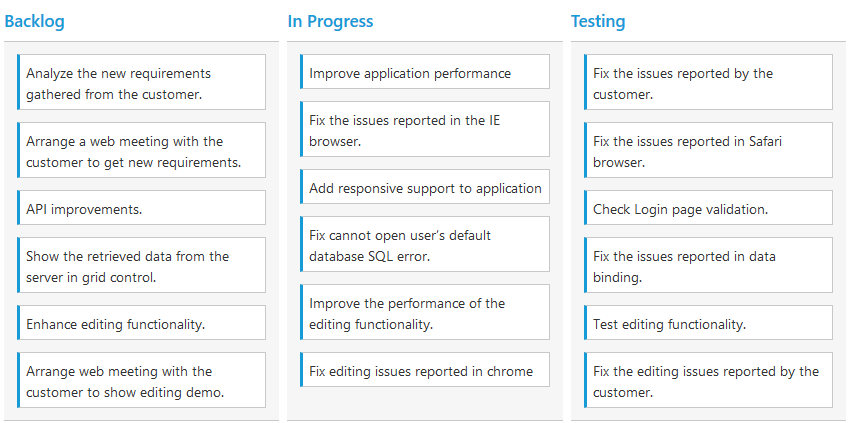 Backlog
Analyze the new requirements
gathered from the customer.
Arrange a web meeting with the
customer to get new requirements.
API improvements.
Show the retrieved data from the
server in grid control.
Enhance editing functionality.
Arrange web meeting with the
customer to show editing demo.
In Progress
Improve application performance
Fix the issues reported in the IE
browser.
Add responsive support to application
Fix cannot open user's default
database SQL error.
Improve the performance of the
editing functionality.
Fix editing issues reported in chrome
Testing
Fix the issues reported by the
customer.
Fix the issues reported in Safari
browser.
Check Login page validation.
Fix the issues reported in data
binding.
Test editing functionality.
Fix the editing issues reported by the
customer.